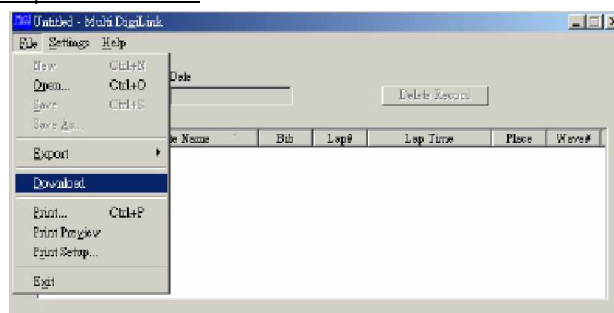 Untitled - Multi DigiLink
File Settings Help
New Ctrl+N
Open... Ctrl+O
Save Ctrl+S
Save As...
Export
Download
Print... Ctrl+P
Print Preview
Print Setup...
Exit
Date
Delete Record
te Name Bib Lap# Lap Time Place Wave#